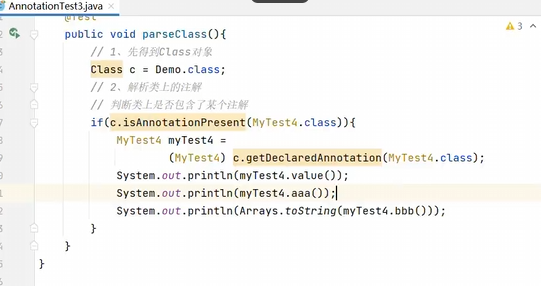 AnnotationTest3.java
@Test
3
public void parseClass(){
// 1、先得到Class对象
Class c = Demo.class;
// 2、解析类上的注解
// 判断类上是否包含了某个注解
if(c.isAnnotationPresent(MyTest4.class)){
MyTest4 myTest4 =
(MyTest4) c.getDeclaredAnnotation(MyTest4.class);
System.out.println(myTest4.value());
System.out.println(myTest4.aaa());
System.out.println(Arrays.toString(myTest4.bbb()));
}
}
}